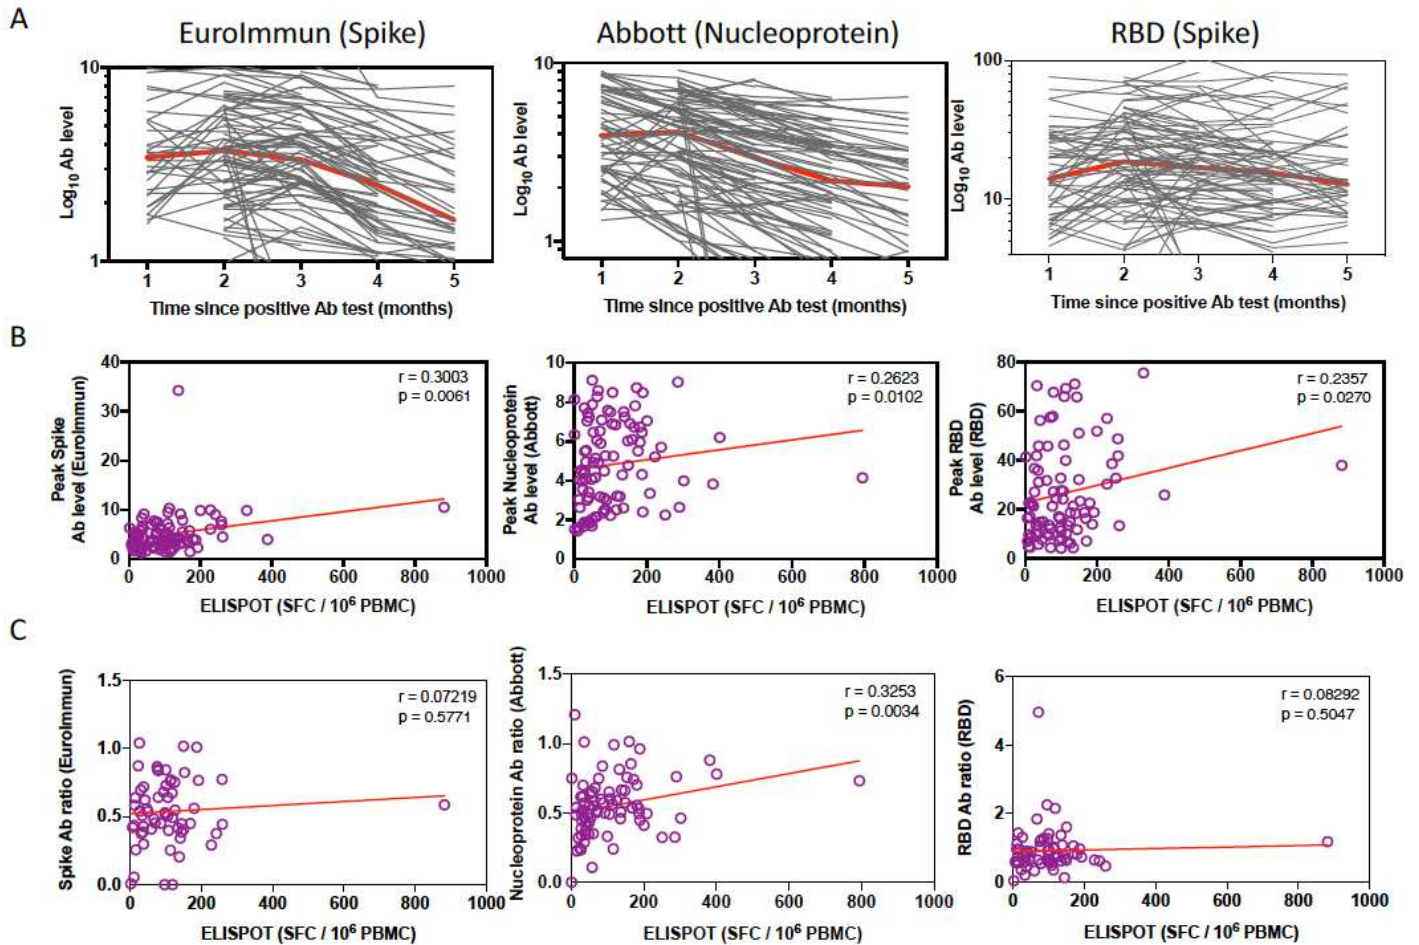 A
EuroImmun (Spike)
Abbott (Nucleoprotein)
RBD (Spike)
10
1
Log10 Ab level
1 2 3 4 5
Time since positive Ab test (months)
10
1
Log10 Ab level
1 2 3 4 5
Time since positive Ab test (months)
100
10
Log10 Ab level
1 2 3 4 5
Time since positive Ab test (months)
B
40
30
20
10
0
Peak Spike
Ab level (EuroImmun)
r = 0.3003
p = 0.0061
0 200 400 600 800 1000
ELISPOT (SFC / 10⁶ PBMC)
10
8
6
4
2
0
Peak Nucleoprotein
Ab level (Abbott)
r = 0.2623
p = 0.0102
0 200 400 600 800 1000
ELISPOT (SFC / 10⁶ PBMC)
80
60
40
20
0
Peak RBD
Ab level (RBD)
r = 0.2357
p = 0.0270
0 200 400 600 800 1000
ELISPOT (SFC / 10⁶ PBMC)
C
1.5
1.0
0.5
0.0
Spike Ab ratio (EuroImmun)
r = 0.07219
p = 0.5771
0 200 400 600 800 1000
ELISPOT (SFC / 10⁶ PBMC)
1.5
1.0
0.5
0.0
Nucleoprotein Ab ratio (Abbott)
r = 0.3253
p = 0.0034
0 200 400 600 800 1000
ELISPOT (SFC / 10⁶ PBMC)
6
4
2
0
RBD Ab ratio (RBD)
r = 0.08292
p = 0.5047
0 200 400 600 800 1000
ELISPOT (SFC / 10⁶ PBMC)